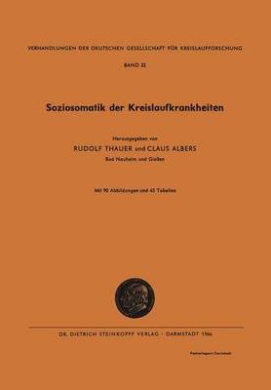 VERHANDLUNGEN DER DEUTSCHEN GESELLSCHAFT FÜR KREISLAUFFORSCHUNG
BAND 32
Soziosomatik der Kreislaufkrankheiten
Herausgegeben von
RUDOLF THAUER und CLAUS ALBERS
Bad Nauheim und Gießen
Mit 90 Abbildungen und 45 Tabellen
DR. DIETRICH STEINKOPFF VERLAG · DARMSTADT 1966